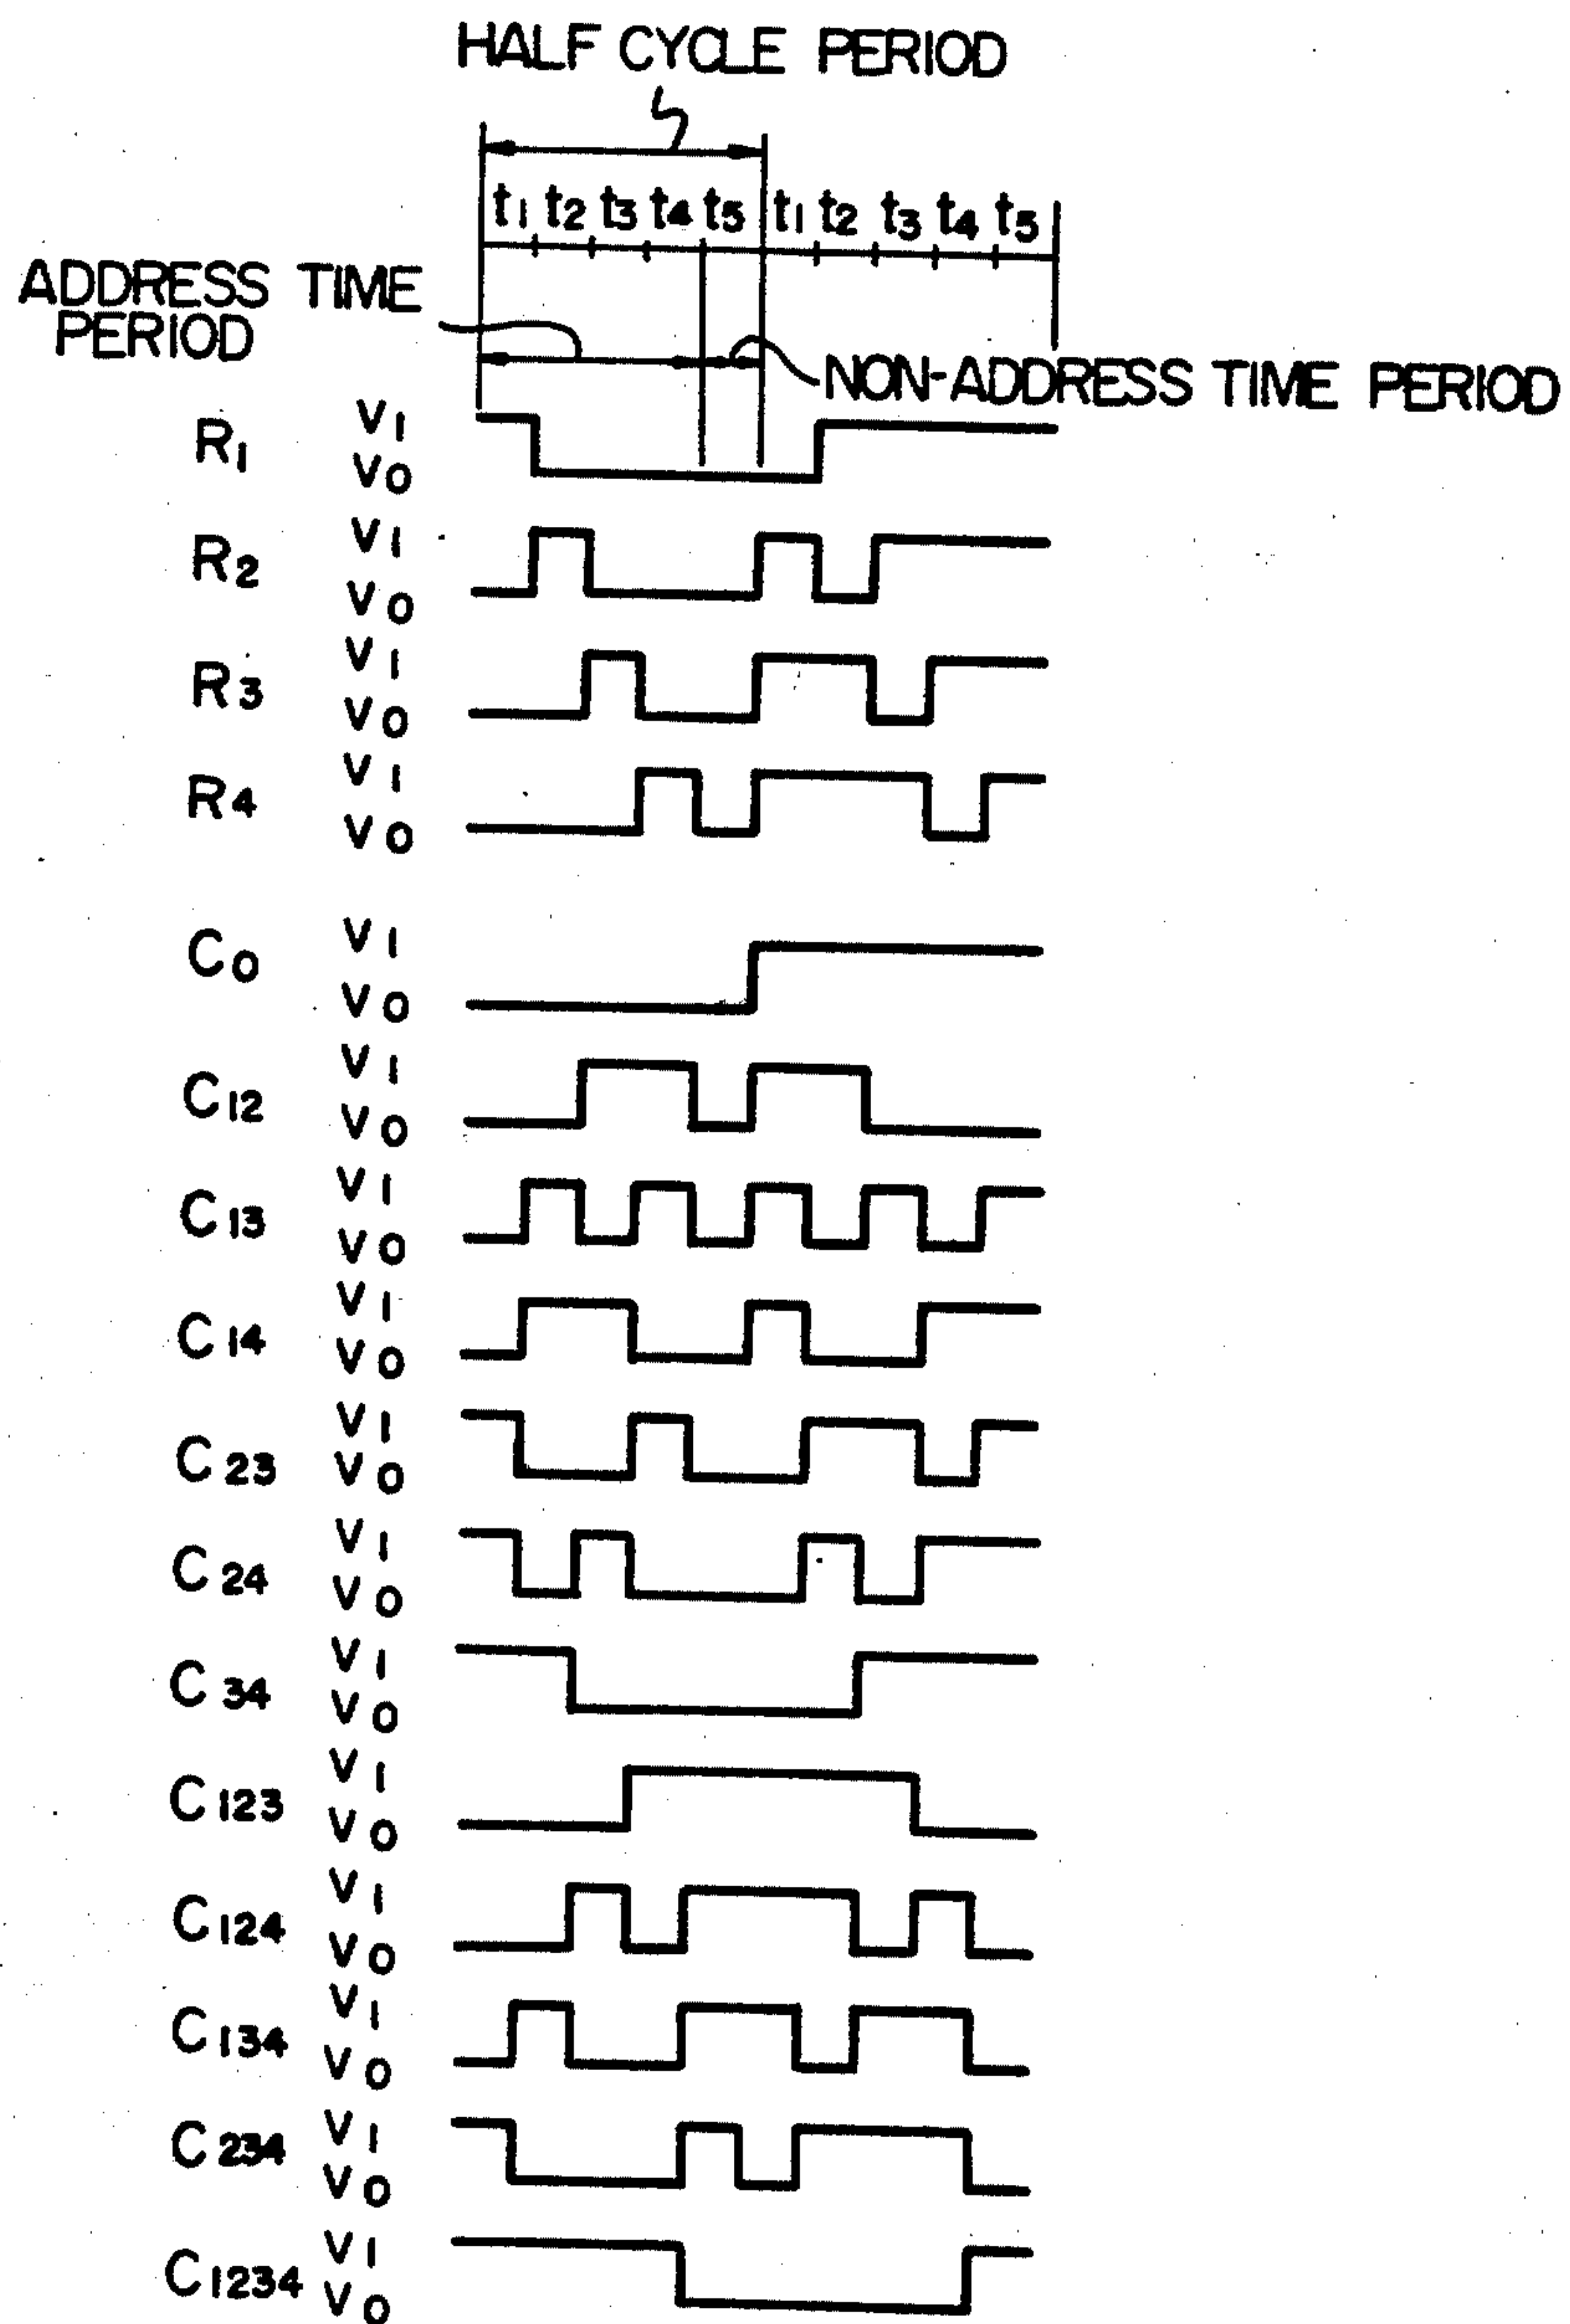 HALF CYCLE PERIOD
t1 t2 t3 t4 t5 t1 t2 t3 t4 t5
ADDRESS TIME
PERIOD
NON-ADDRESS TIME PERIOD
R1 V1
V0
R2 V1
V0
R3 V1
V0
R4 V1
V0
C0 V1
V0
C12 V1
V0
C13 V1
V0
C14 V1
V0
C23 V1
V0
C24 V1
V0
C34 V1
V0
C123 V1
V0
C124 V1
V0
C134 V1
V0
C234 V1
V0
C1234 V1
V0